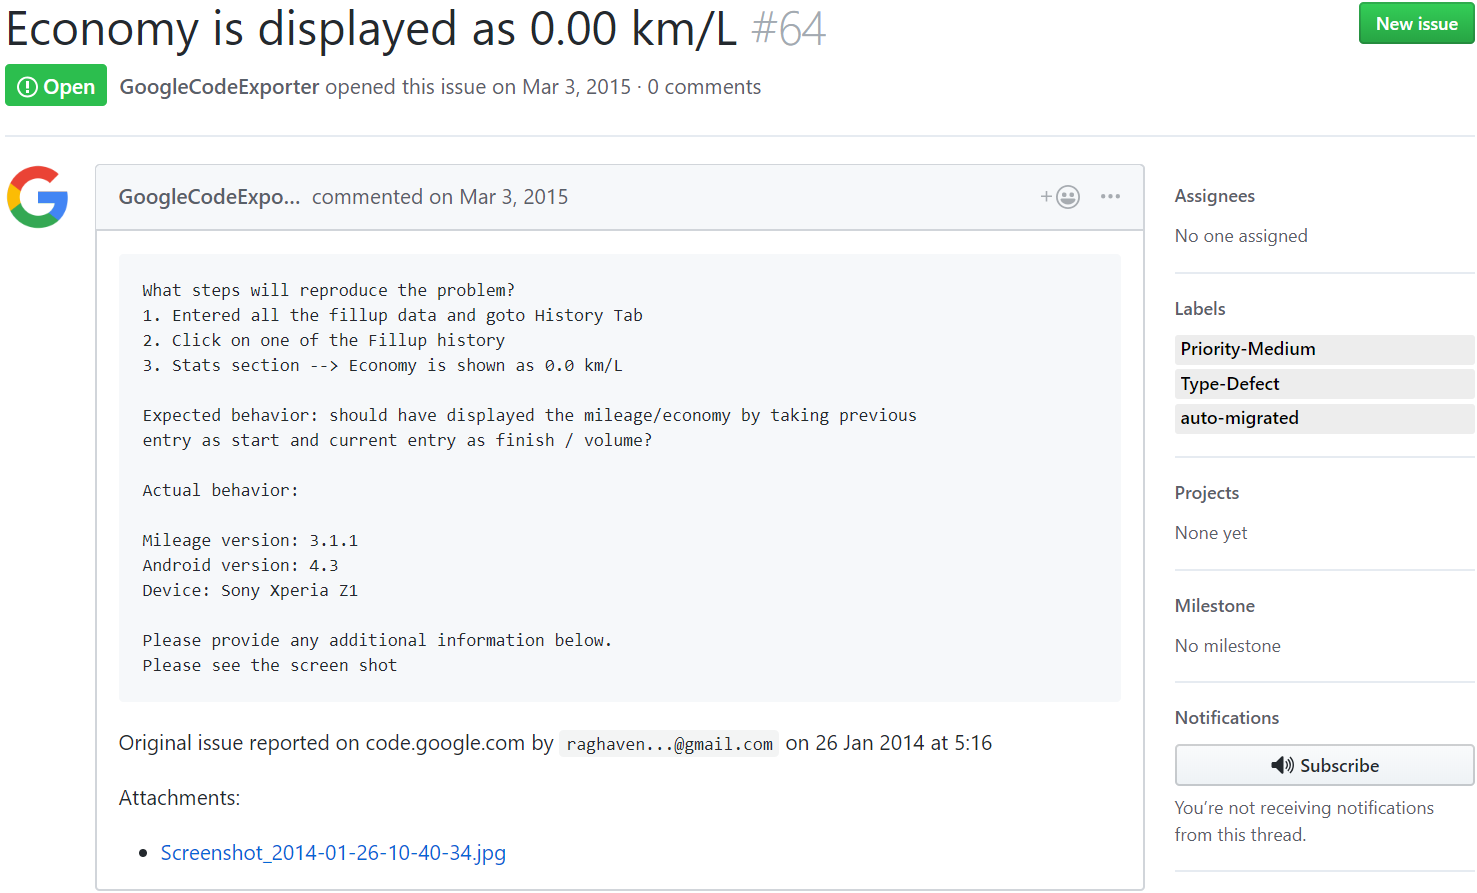 Economy is displayed as 0.00 km/L #64
New issue
Open
GoogleCodeExporter opened this issue on Mar 3, 2015 · 0 comments
GoogleCodeExpo... commented on Mar 3, 2015
What steps will reproduce the problem?
1. Entered all the fillup data and goto History Tab
2. Click on one of the Fillup history
3. Stats section --> Economy is shown as 0.0 km/L
Expected behavior: should have displayed the mileage/economy by taking previous
entry as start and current entry as finish / volume?
Actual behavior:
Mileage version: 3.1.1
Android version: 4.3
Device: Sony Xperia Z1
Please provide any additional information below.
Please see the screen shot
Original issue reported on code.google.com by raghaven...@gmail.com on 26 Jan 2014 at 5:16
Attachments:
• Screenshot_2014-01-26-10-40-34.jpg
Assignees
No one assigned
Labels
Priority-Medium
Type-Defect
auto-migrated
Projects
None yet
Milestone
No milestone
Notifications
Subscribe
You’re not receiving notifications
from this thread.